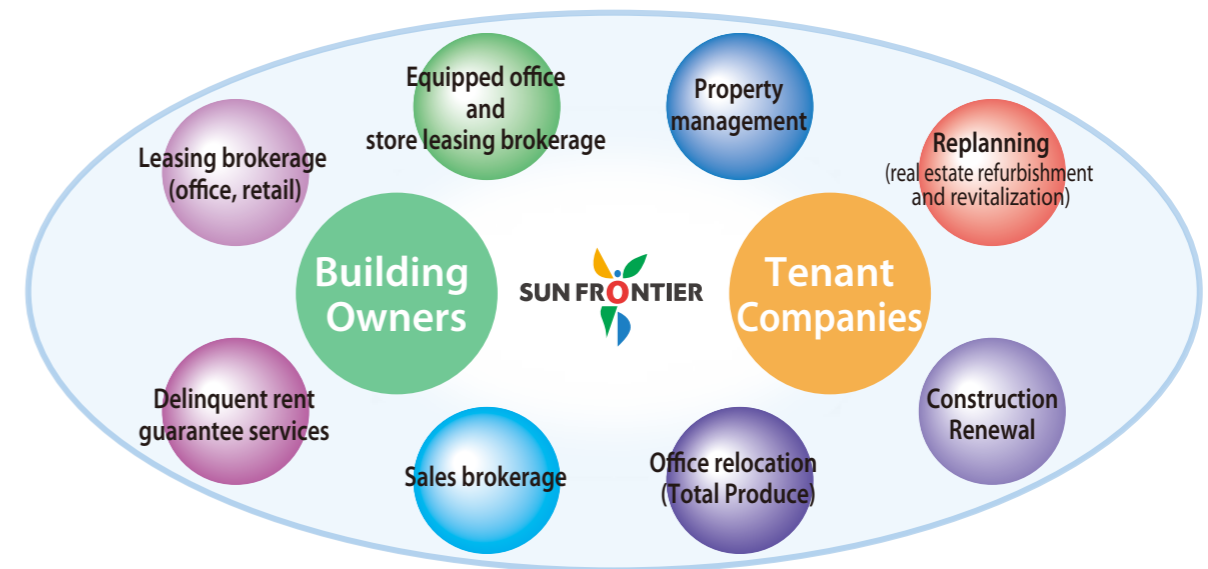 Equipped office
and
store leasing brokerage
Property
management
Leasing brokerage
(office, retail)
Replanning
(real estate refurbishment
and revitalization)
Building
Owners
SUN FRONTIER
Tenant
Companies
Delinquent rent
guarantee services
Sales brokerage
Office relocation
(Total Produce)
Construction
Renewal